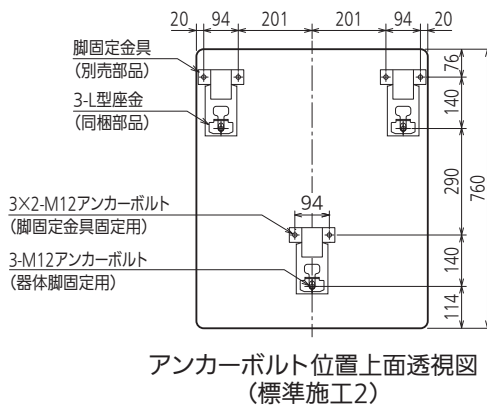 20 94 201 201 94 20
脚固定金具
(別売部品)
3-L型座金
(同梱部品)
76
140
290
760
3×2-M12アンカーボルト
(脚固定金具固定用)
94
3-M12アンカーボルト
(器体脚固定用)
140
114
アンカーボルト位置上面透視図
(標準施工2)